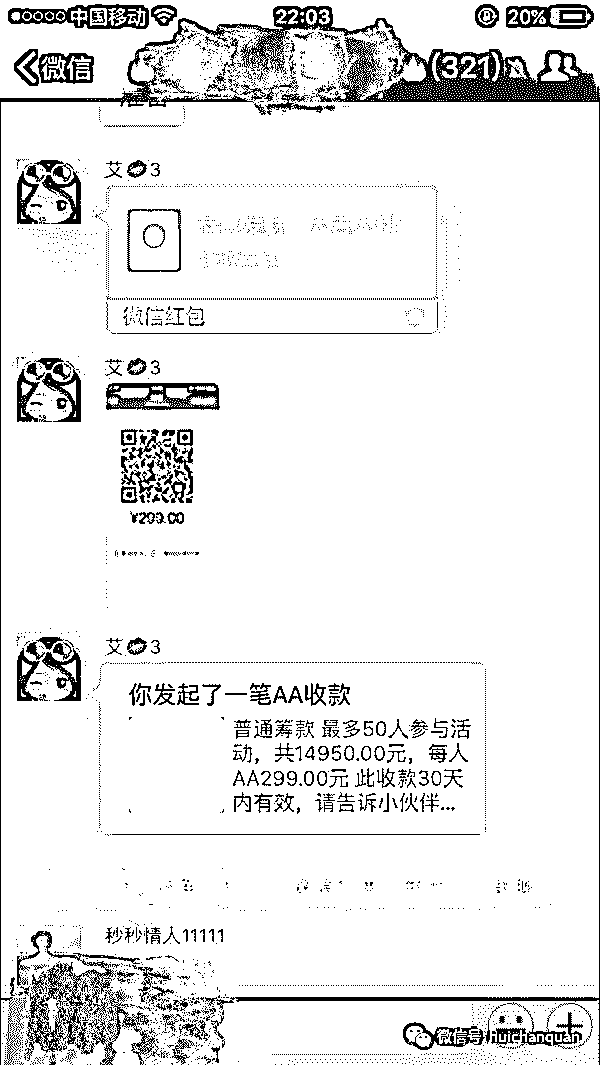 中国移动
22:03
20%
微信
(321)
艾3
微信红包
艾3
¥299.00
艾3
你发起了一笔AA收款
普通筹款 最多50人参与活
动，共14950.00元，每人
AA299.00元 此收款30天
内有效，请告诉小伙伴...
秒秒情人11111
微信号: huichanquan